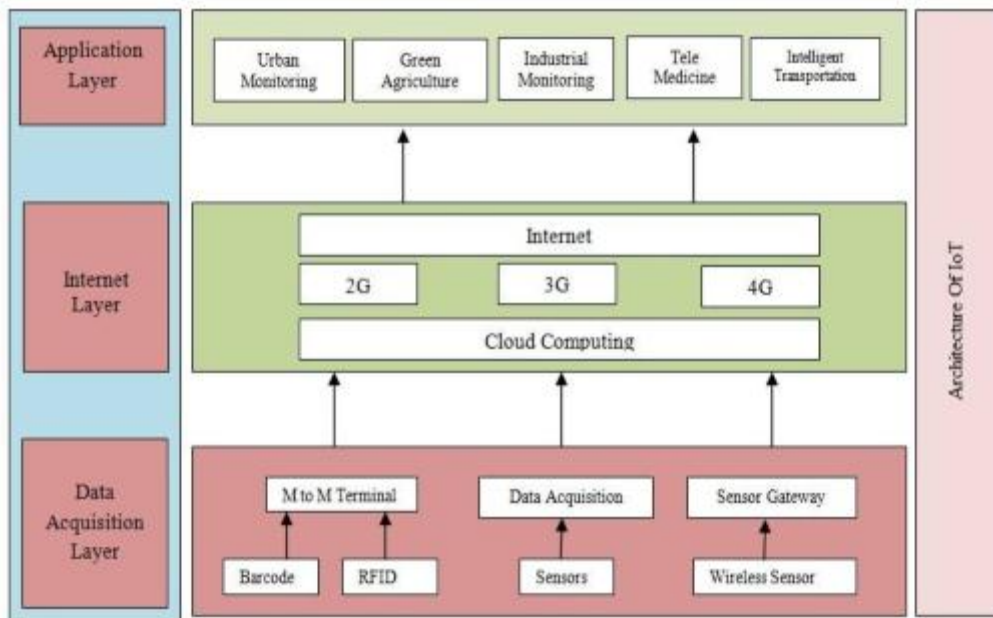 Application
Layer
Urban
Monitoring
Green
Agriculture
Industrial
Monitoring
Tele
Medicine
Intelligent
Transportation
Internet
Layer
Internet
2G
3G
4G
Cloud Computing
Data
Acquisition
Layer
M to M Terminal
Data Acquisition
Sensor Gateway
Barcode
RFID
Sensors
Wireless Sensor
Architecture Of IoT